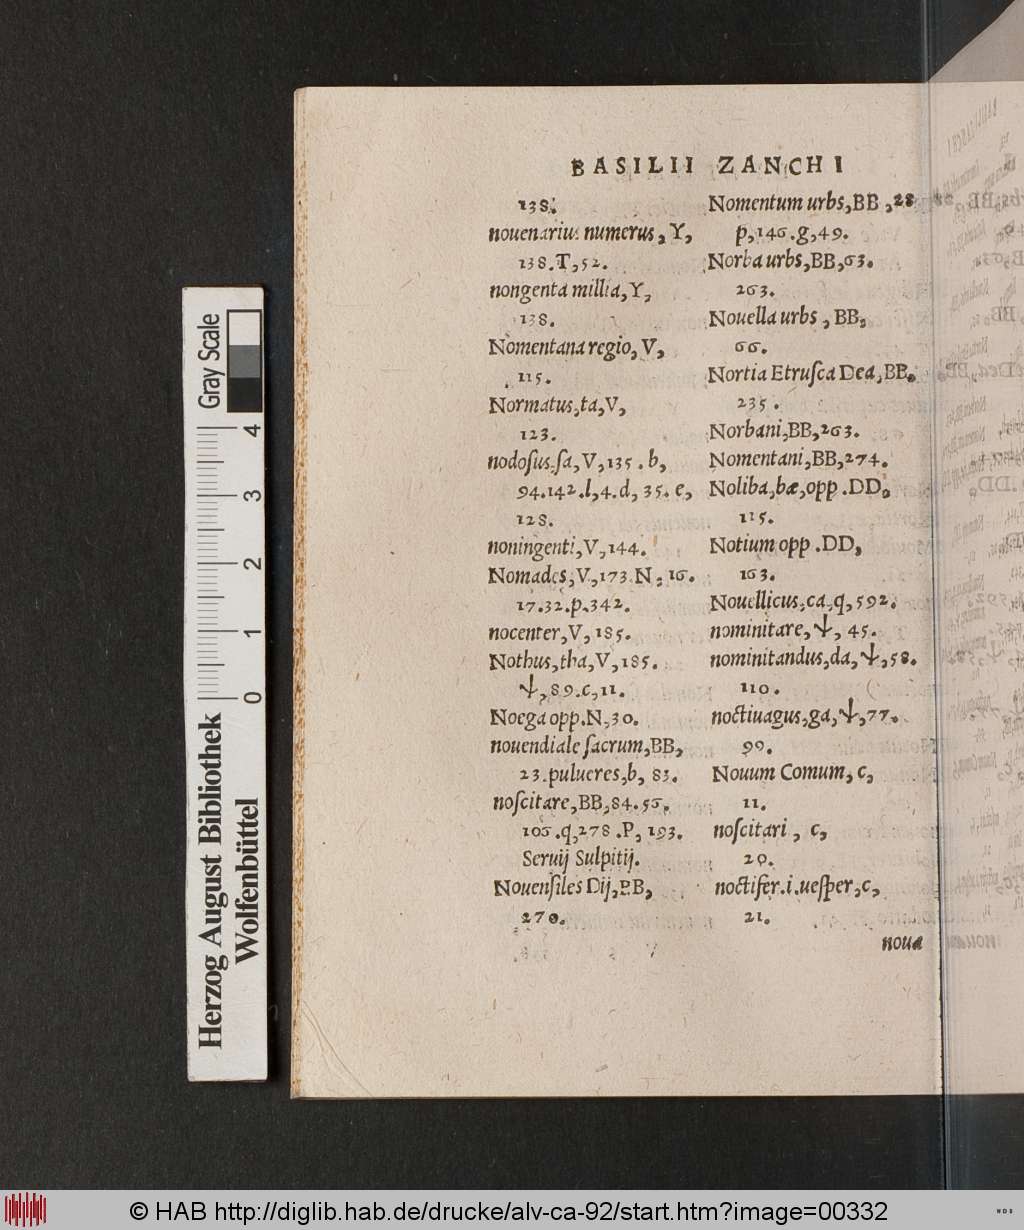 BASILII ZANCHI
138.
nouenarius numerus, Y,
138.T,52.
nongenta millia, Y,
138.
Nomentana regio, V,
115.
Normatus,ta,V,
123.
nodosus,sa,V,135.b,
94.142.l,4.d,35.e,
128.
noningenti,V,144.
Nomades,V,173.N,16.
17.32.p.342.
nocenter,V,185.
Nothus,tha,V,185.
Ψ,89.c,11.
Noega opp.N,30.
nouendiale sacrum,BB,
23.pulueres,b, 83.
noscitare,BB,84.56.
106.q,278.P,193.
Seruij Sulpitij.
Nouensiles Dij,BB,
270.
Nomentum urbs,BB,28
p,146.g,49.
Norba urbs,BB,63.
263.
Nouella urbs, BB,
66.
Nortia Etrusca Dea,BB,
235.
Norbani,BB,263.
Nomentani,BB,274.
Noliba,bæ,opp.DD,
115.
Notium opp.DD,
163.
Nouellicus,ca,q,592.
nominitare,Ψ, 45.
nominitandus,da,Ψ,58.
110.
noctiuagus,ga,Ψ,77.
99.
Nouum Comum, c,
11.
noscitari, c,
20.
noctifer.i.uesper,c,
21.
noua
Gray Scale
0 1 2 3 4
Herzog August Bibliothek
Wolfenbüttel
© HAB http://diglib.hab.de/drucke/alv-ca-92/start.htm?image=00332